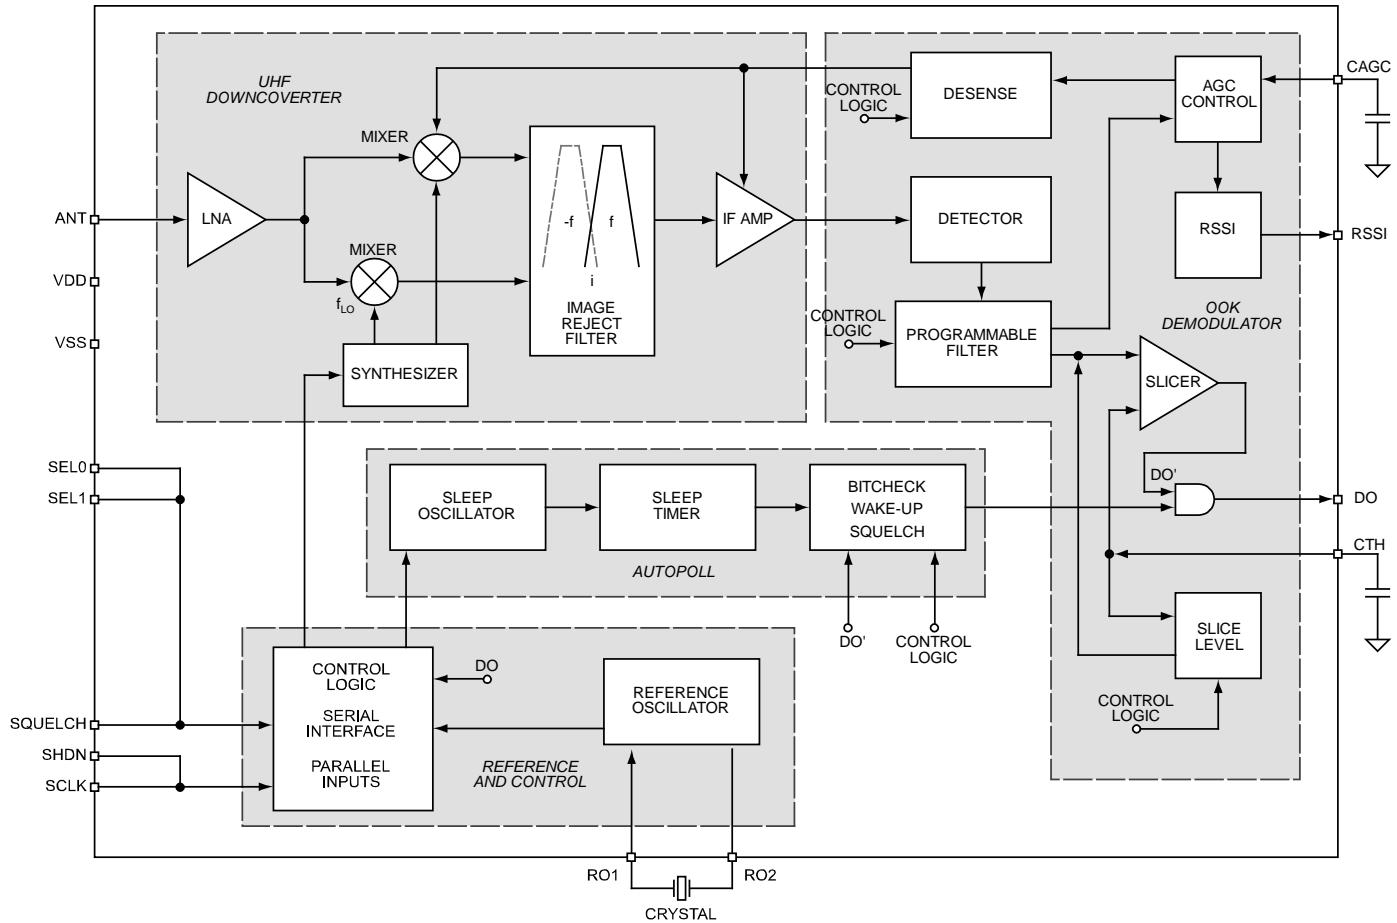 UHF
DOWNCOVERTER
MIXER
LNA
MIXER
fLO
SYNTHESIZER
-f
f
i
IMAGE
REJECT
FILTER
IF AMP
CONTROL
LOGIC
DESENSE
AGC
CONTROL
DETECTOR
RSSI
CONTROL
LOGIC
PROGRAMMABLE
FILTER
OOK
DEMODULATOR
SLICER
DO'
SLICE
LEVEL
CONTROL
LOGIC
CAGC
RSSI
DO
CTH
ANT
VDD
VSS
SEL0
SEL1
SQUELCH
SHDN
SCLK
SLEEP
OSCILLATOR
SLEEP
TIMER
BITCHECK
WAKE-UP
SQUELCH
AUTOPOLL
DO'
CONTROL
LOGIC
CONTROL
LOGIC
SERIAL
INTERFACE
PARALLEL
INPUTS
DO
REFERENCE
OSCILLATOR
REFERENCE
AND CONTROL
RO1
RO2
CRYSTAL